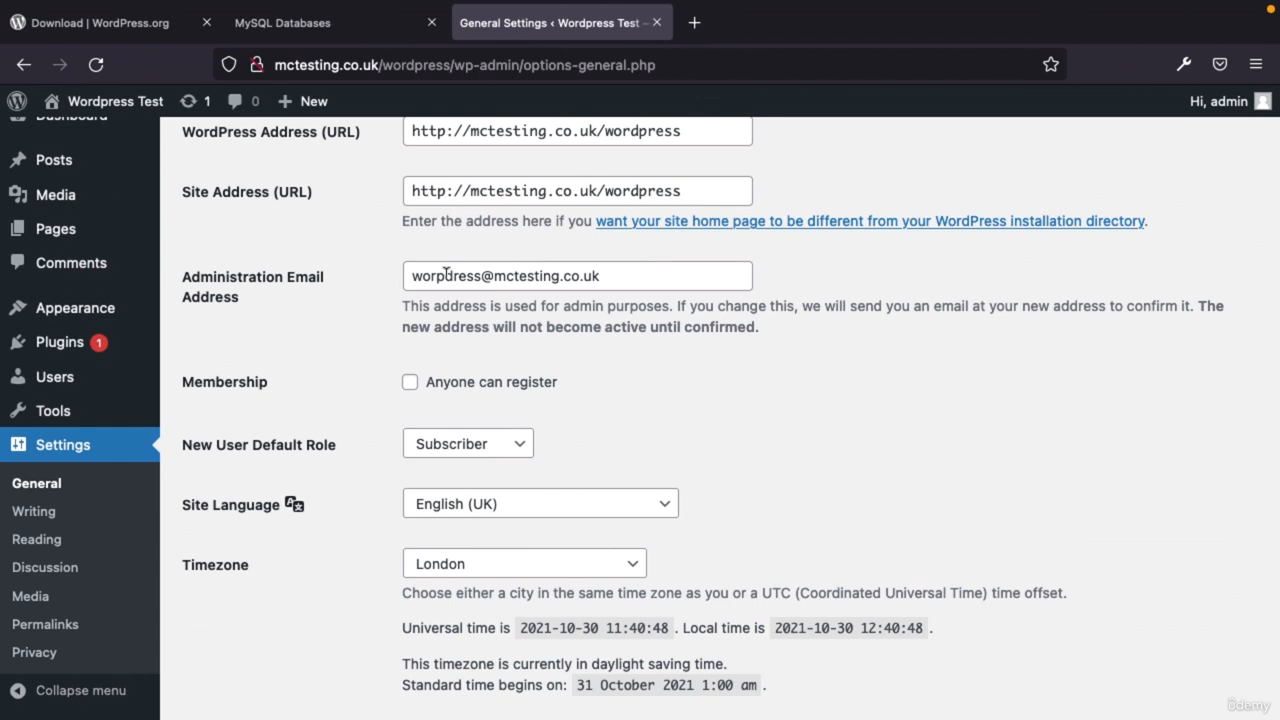 Download | WordPress.org
MySQL Databases
General Settings ‹ Wordpress Test —
mctesting.co.uk/wordpress/wp-admin/options-general.php
Wordpress Test
1
0
New
Hi, admin
Dashboard
Posts
Media
Pages
Comments
Appearance
Plugins 1
Users
Tools
Settings
General
Writing
Reading
Discussion
Media
Permalinks
Privacy
Collapse menu
WordPress Address (URL)
http://mctesting.co.uk/wordpress
Site Address (URL)
http://mctesting.co.uk/wordpress
Enter the address here if you want your site home page to be different from your WordPress installation directory.
Administration Email
Address
worpdress@mctesting.co.uk
This address is used for admin purposes. If you change this, we will send you an email at your new address to confirm it. The
new address will not become active until confirmed.
Membership
Anyone can register
New User Default Role
Subscriber
Site Language
English (UK)
Timezone
London
Choose either a city in the same time zone as you or a UTC (Coordinated Universal Time) time offset.
Universal time is 2021-10-30 11:40:48 . Local time is 2021-10-30 12:40:48 .
This timezone is currently in daylight saving time.
Standard time begins on: 31 October 2021 1:00 am .
ûdemy